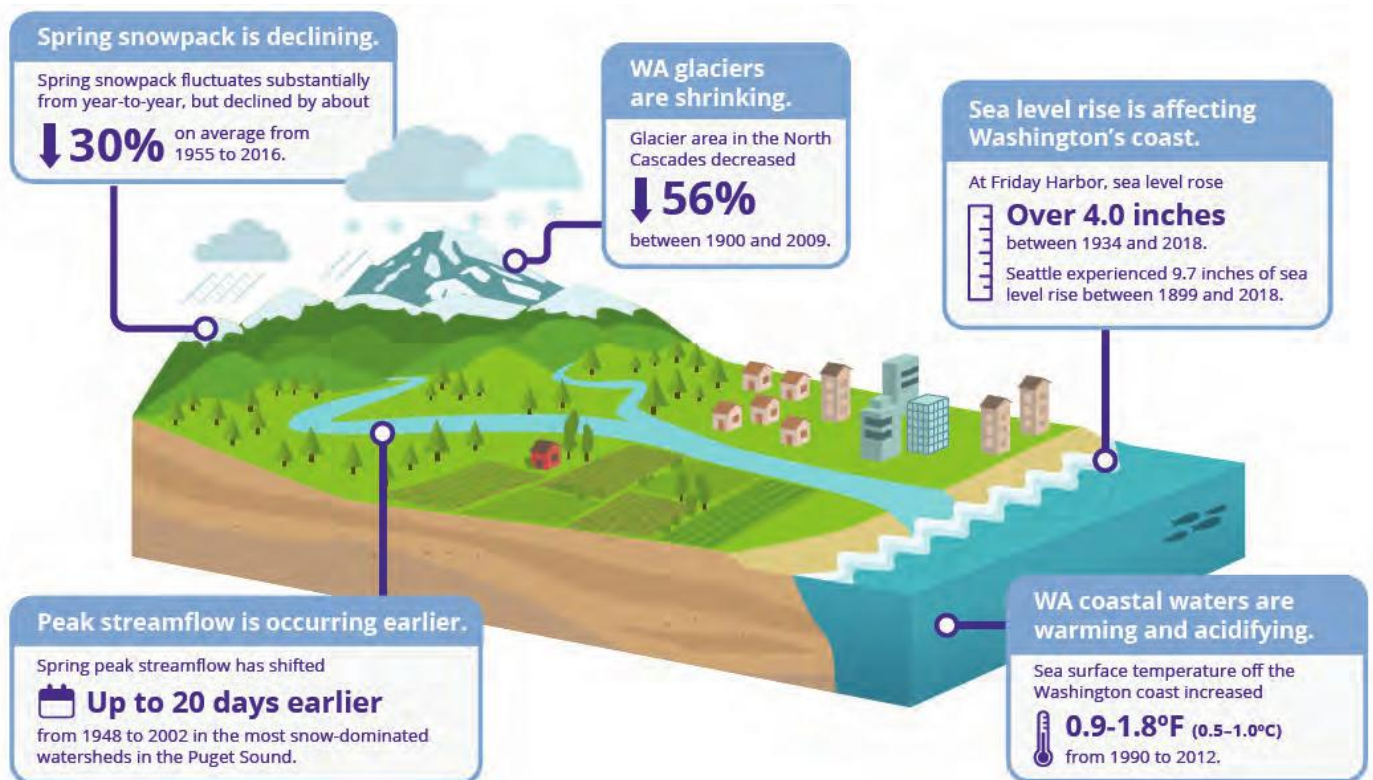 Spring snowpack is declining.
Spring snowpack fluctuates substantially
from year-to-year, but declined by about
30% on average from
1955 to 2016.
WA glaciers
are shrinking.
Glacier area in the North
Cascades decreased
56%
between 1900 and 2009.
Sea level rise is affecting
Washington’s coast.
At Friday Harbor, sea level rose
Over 4.0 inches
between 1934 and 2018.
Seattle experienced 9.7 inches of sea
level rise between 1899 and 2018.
Peak streamflow is occurring earlier.
Spring peak streamflow has shifted
Up to 20 days earlier
from 1948 to 2002 in the most snow-dominated
watersheds in the Puget Sound.
WA coastal waters are
warming and acidifying.
Sea surface temperature off the
Washington coast increased
0.9-1.8ºF (0.5–1.0ºC)
from 1990 to 2012.